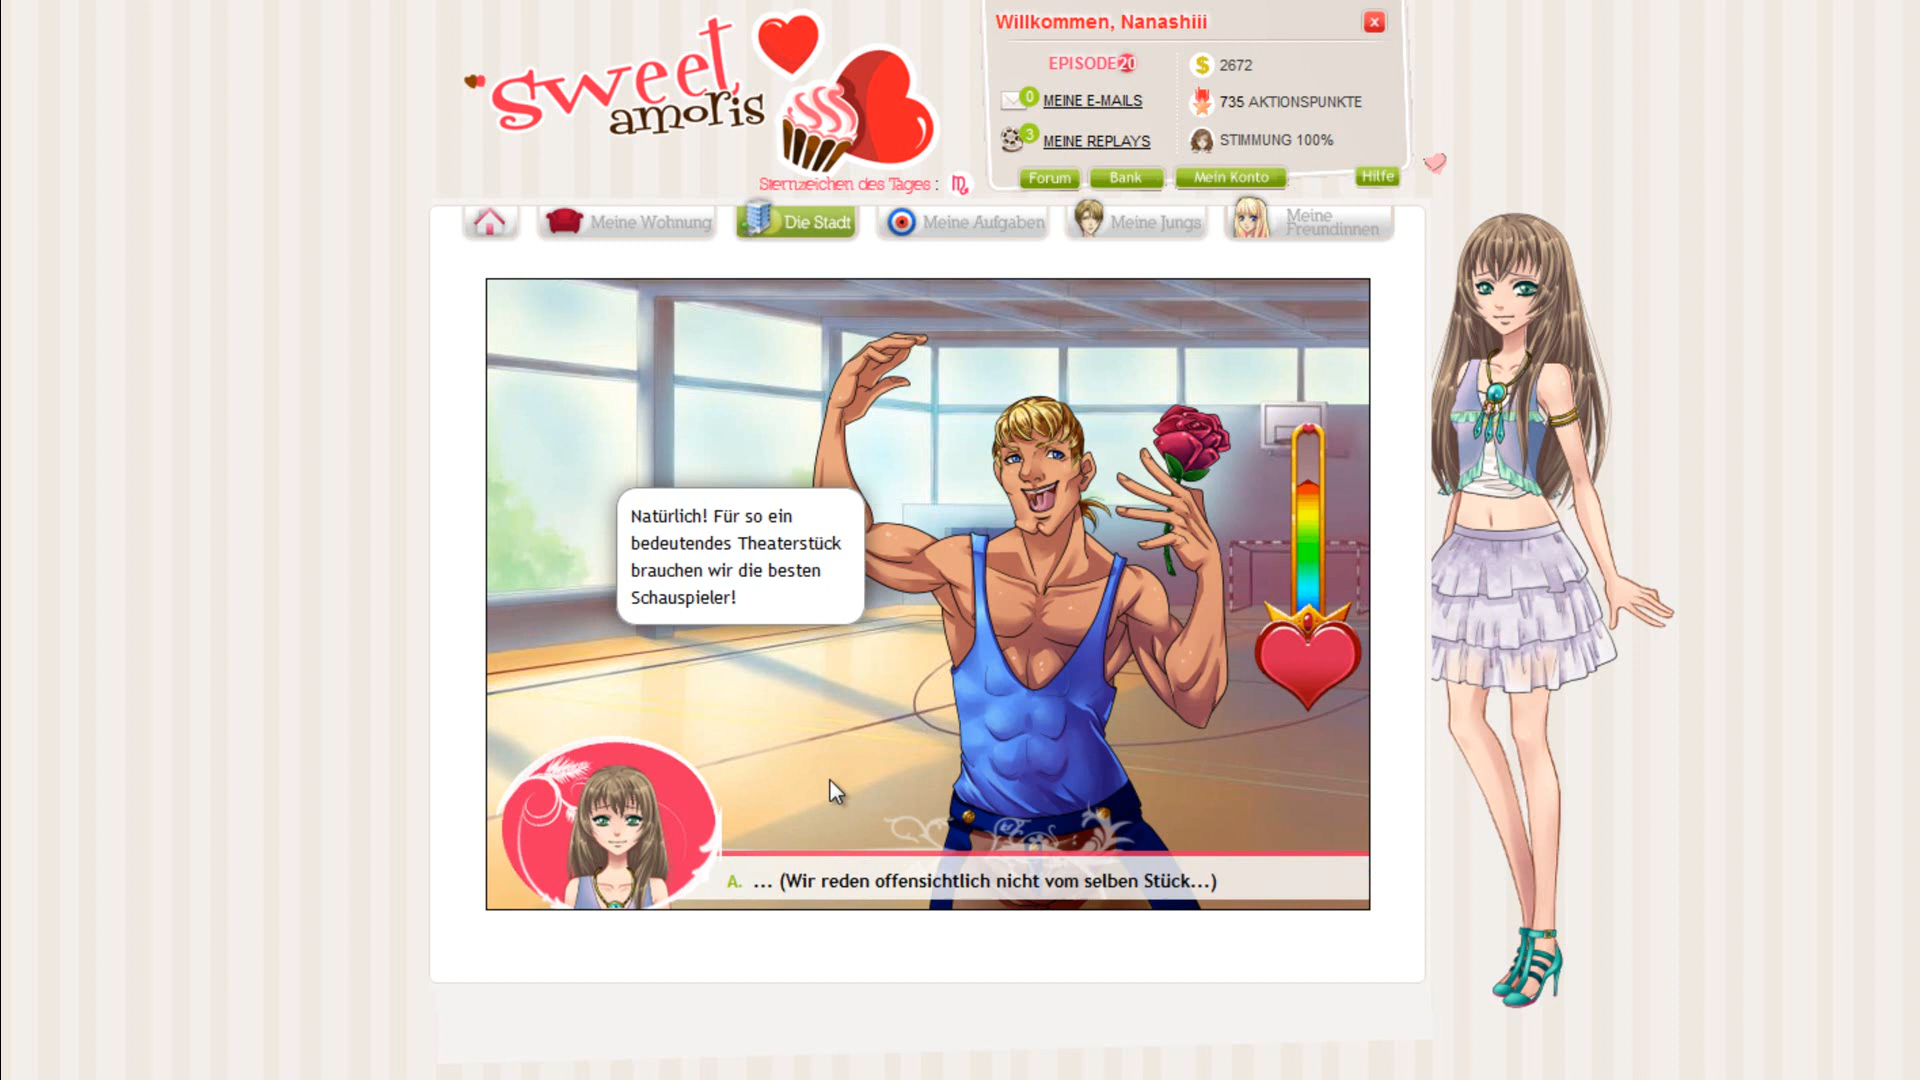 sweet
amoris
Sternzeichen des Tages :
Willkommen, Nanashiii
x
EPISODE 20
2672
0 MEINE E-MAILS
735 AKTIONSPUNKTE
3 MEINE REPLAYS
STIMMUNG 100%
Forum
Bank
Mein Konto
Hilfe
Meine Wohnung
Die Stadt
Meine Aufgaben
Meine Jungs
Meine
Freundinnen
Natürlich! Für so ein
bedeutendes Theaterstück
brauchen wir die besten
Schauspieler!
A. ... (Wir reden offensichtlich nicht vom selben Stück...)